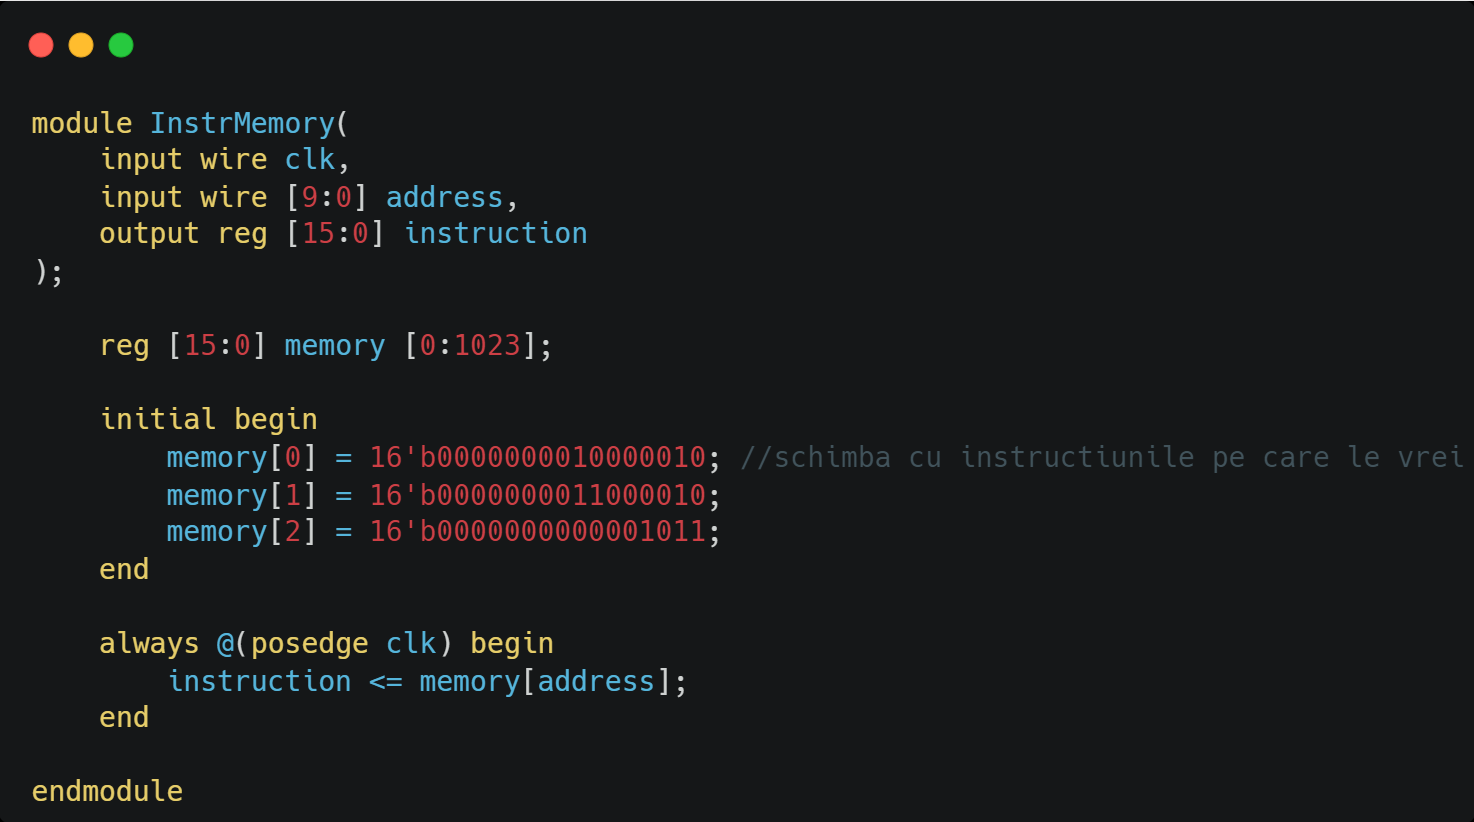 module InstrMemory(
    input wire clk,
    input wire [9:0] address,
    output reg [15:0] instruction
);
    reg [15:0] memory [0:1023];
    initial begin
        memory[0] = 16'b0000000010000010; //schimba cu instructiunile pe care le vrei
        memory[1] = 16'b0000000011000010;
        memory[2] = 16'b0000000000001011;
    end
    always @(posedge clk) begin
        instruction <= memory[address];
    end
endmodule